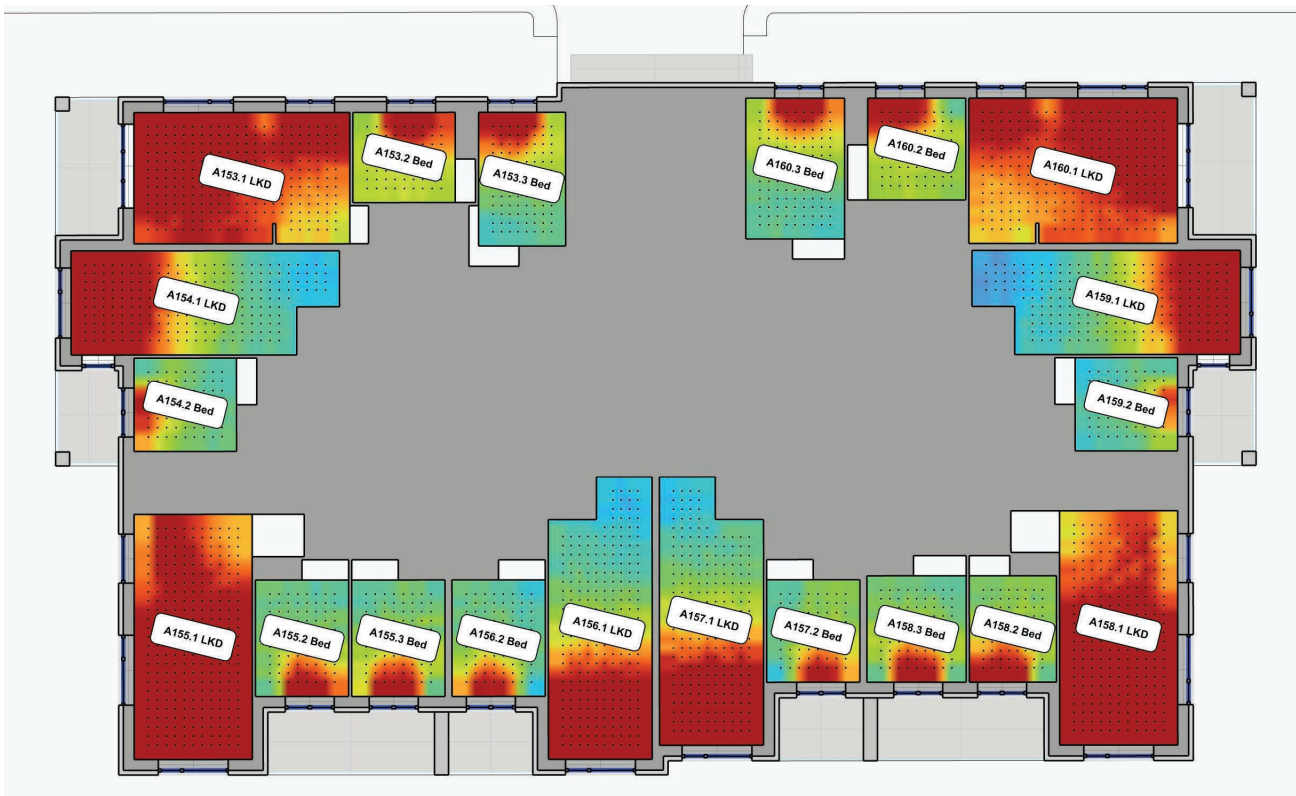 A153.1 LKD
A153.2 Bed
A153.3 Bed
A160.3 Bed
A160.2 Bed
A160.1 LKD
A154.1 LKD
A159.1 LKD
A154.2 Bed
A159.2 Bed
A155.1 LKD
A155.2 Bed
A155.3 Bed
A156.2 Bed
A156.1 LKD
A157.1 LKD
A157.2 Bed
A158.3 Bed
A158.2 Bed
A158.1 LKD